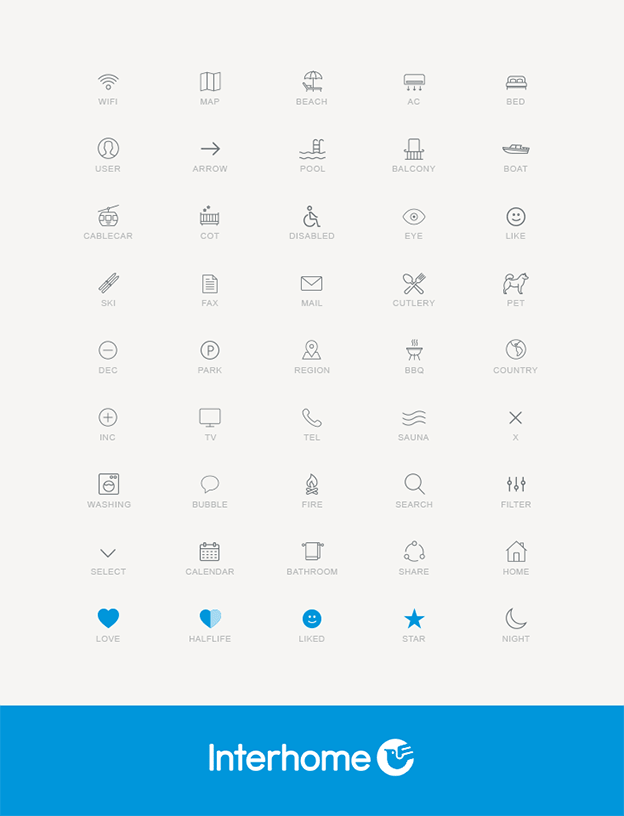 WIFI MAP BEACH AC BED
USER ARROW POOL BALCONY BOAT
CABLECAR COT DISABLED EYE LIKE
SKI FAX MAIL CUTLERY PET
DEC PARK REGION BBQ COUNTRY
INC TV TEL SAUNA X
WASHING BUBBLE FIRE SEARCH FILTER
SELECT CALENDAR BATHROOM SHARE HOME
LOVE HALFLIFE LIKED STAR NIGHT
Interhome